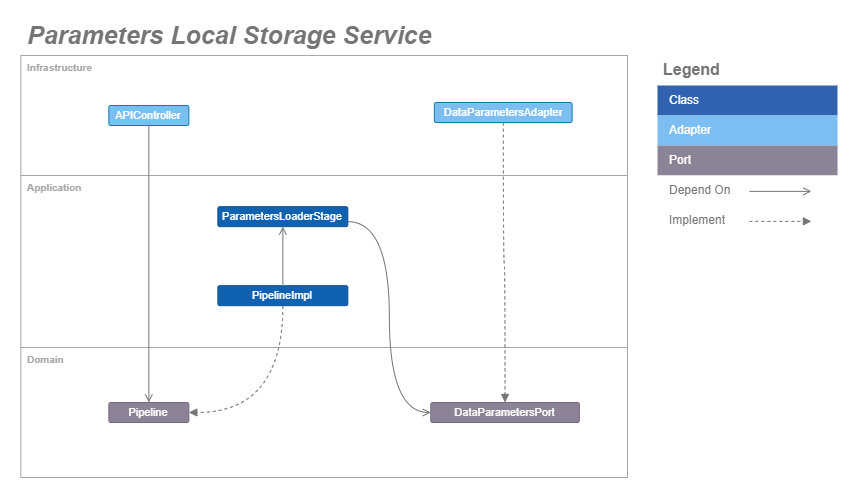 Parameters Local Storage Service
Infrastructure
APIController
DataParametersAdapter
Application
ParametersLoaderStage
PipelineImpl
Domain
Pipeline
DataParametersPort
Legend
Class
Adapter
Port
Depend On
Implement